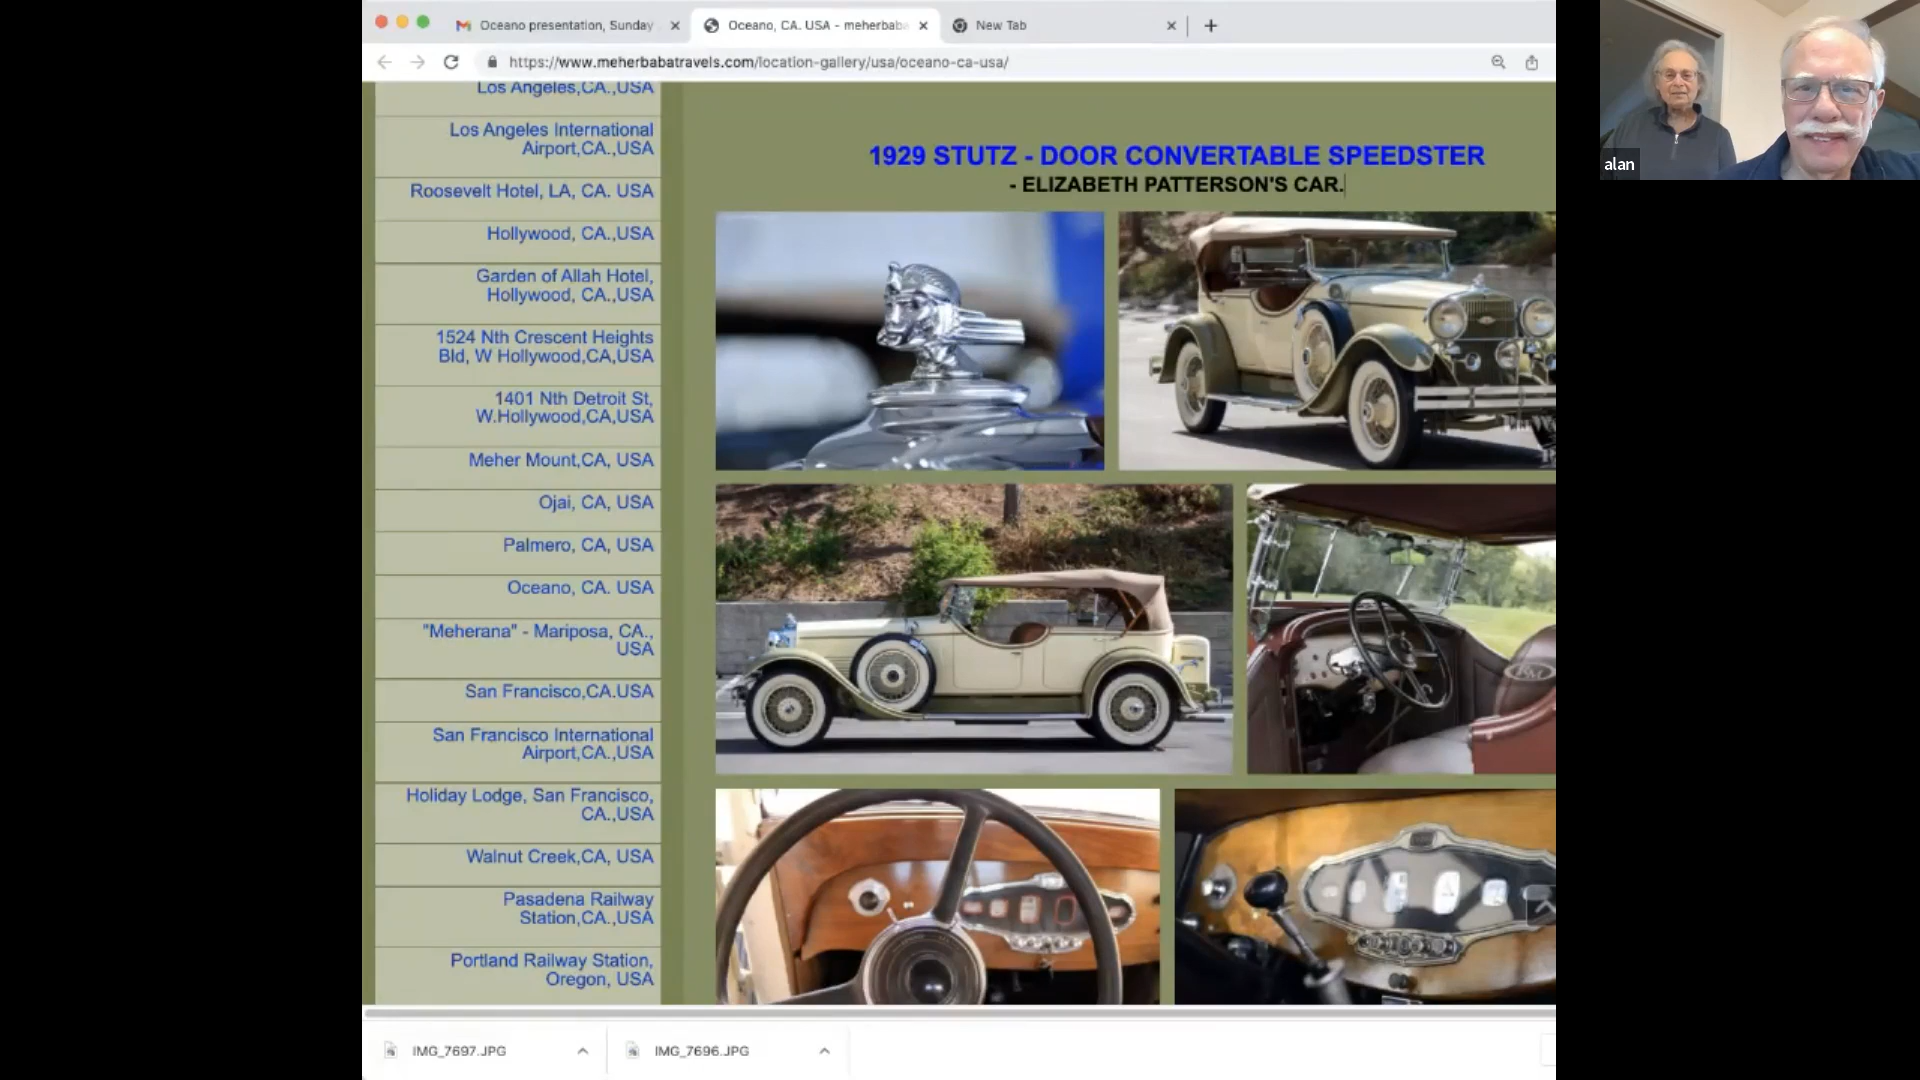 Oceano presentation, Sunday
Oceano, CA. USA - meherbaba
New Tab
https://www.meherbabatravels.com/location-gallery/usa/oceano-ca-usa/
alan
Los Angeles,CA.,USA
Los Angeles International
Airport,CA.,USA
Roosevelt Hotel, LA, CA. USA
Hollywood, CA.,USA
Garden of Allah Hotel,
Hollywood, CA.,USA
1524 Nth Crescent Heights
Bld, W Hollywood,CA,USA
1401 Nth Detroit St,
W.Hollywood,CA,USA
Meher Mount,CA, USA
Ojai, CA, USA
Palmero, CA, USA
Oceano, CA. USA
"Meherana" - Mariposa, CA.,
USA
San Francisco,CA.USA
San Francisco International
Airport,CA.,USA
Holiday Lodge, San Francisco,
CA.,USA
Walnut Creek,CA, USA
Pasadena Railway
Station,CA.,USA
Portland Railway Station,
Oregon, USA
1929 STUTZ - DOOR CONVERTABLE SPEEDSTER
- ELIZABETH PATTERSON'S CAR.
IMG_7697.JPG
IMG_7696.JPG